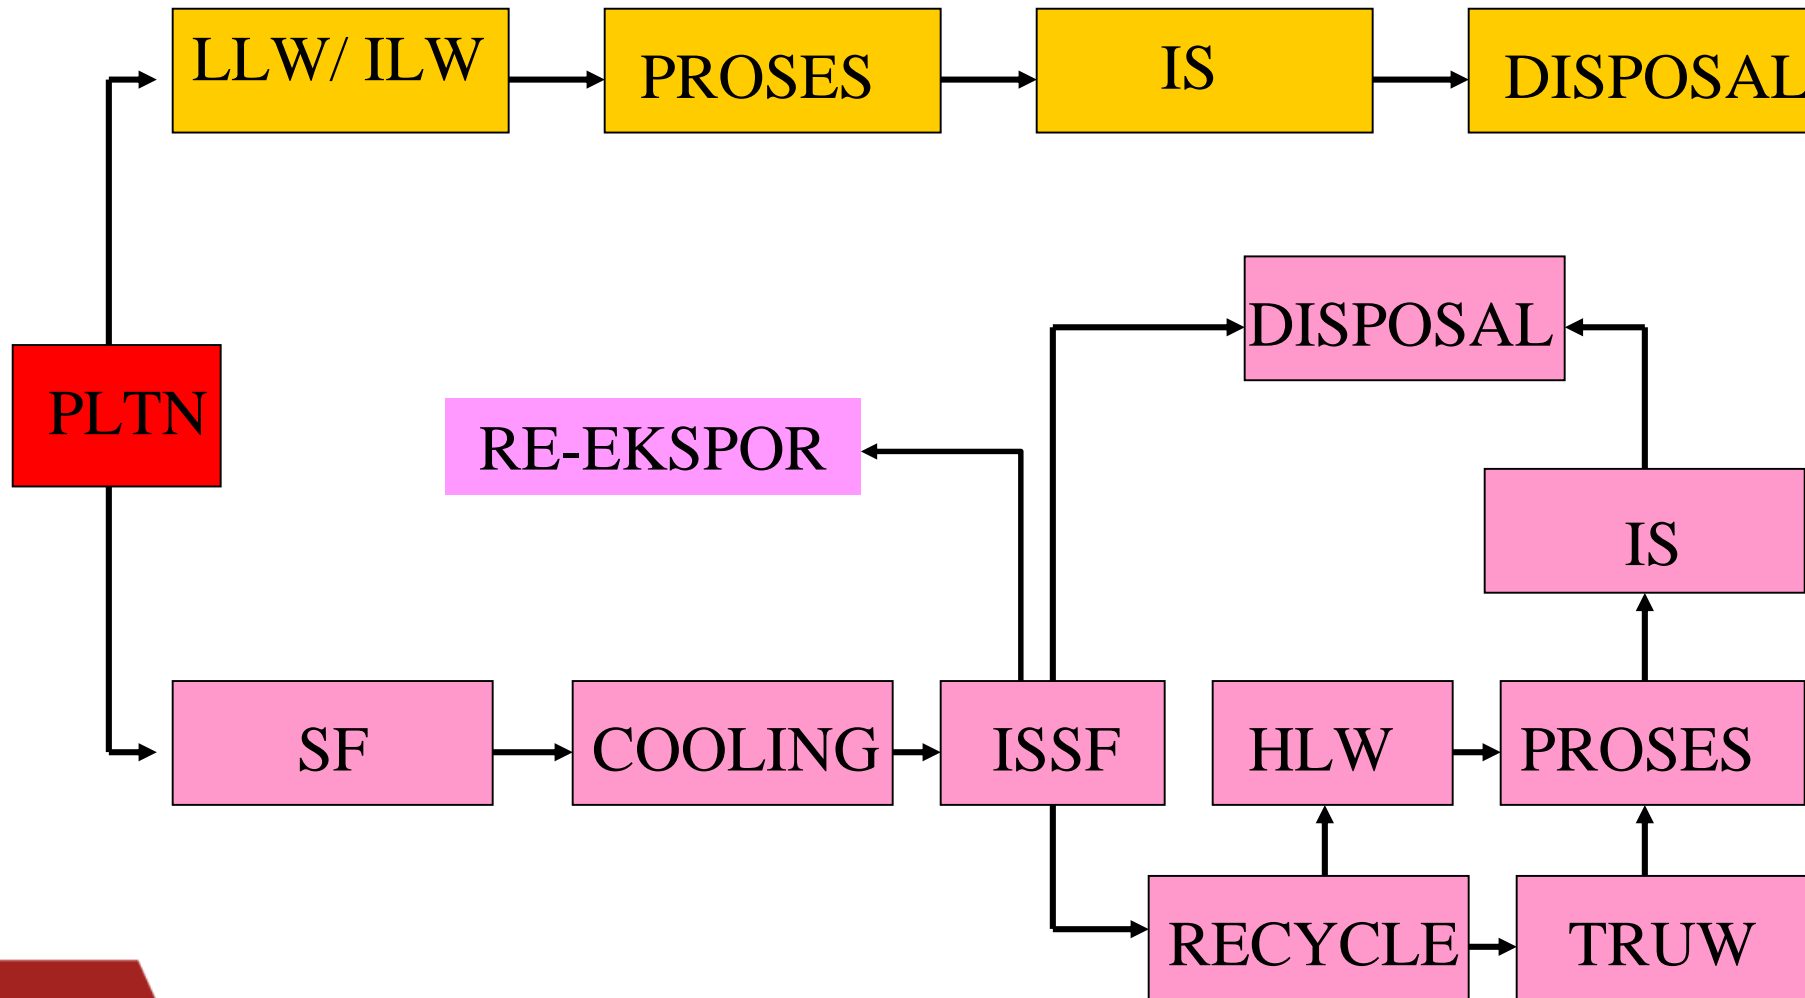 LLW/ ILW
PROSES
IS
DISPOSAL
DISPOSAL
PLTN
RE-EKSPOR
IS
SF
COOLING
ISSF
HLW
PROSES
RECYCLE
TRUW